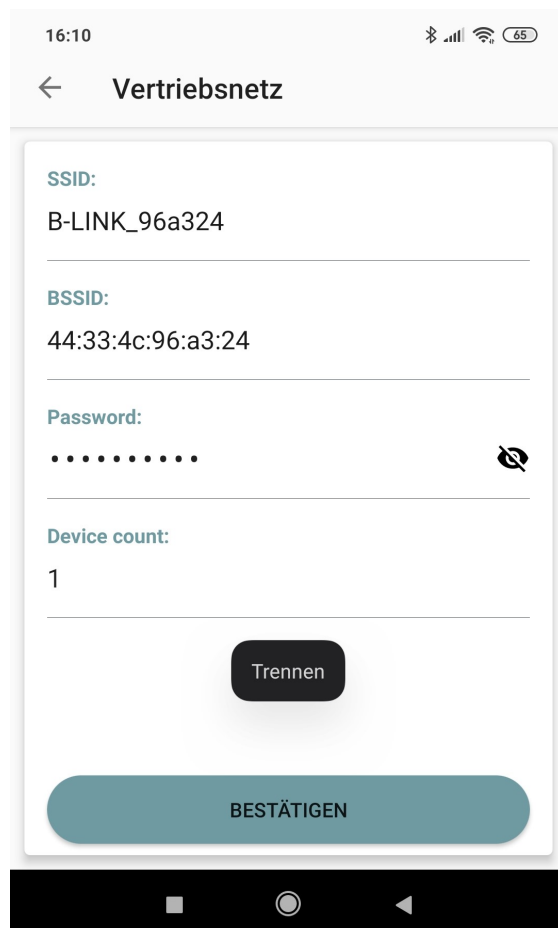 16:10
65
Vertriebsnetz
SSID:
B-LINK_96a324
BSSID:
44:33:4c:96:a3:24
Password:
••••••••••
Device count:
1
Trennen
BESTÄTIGEN